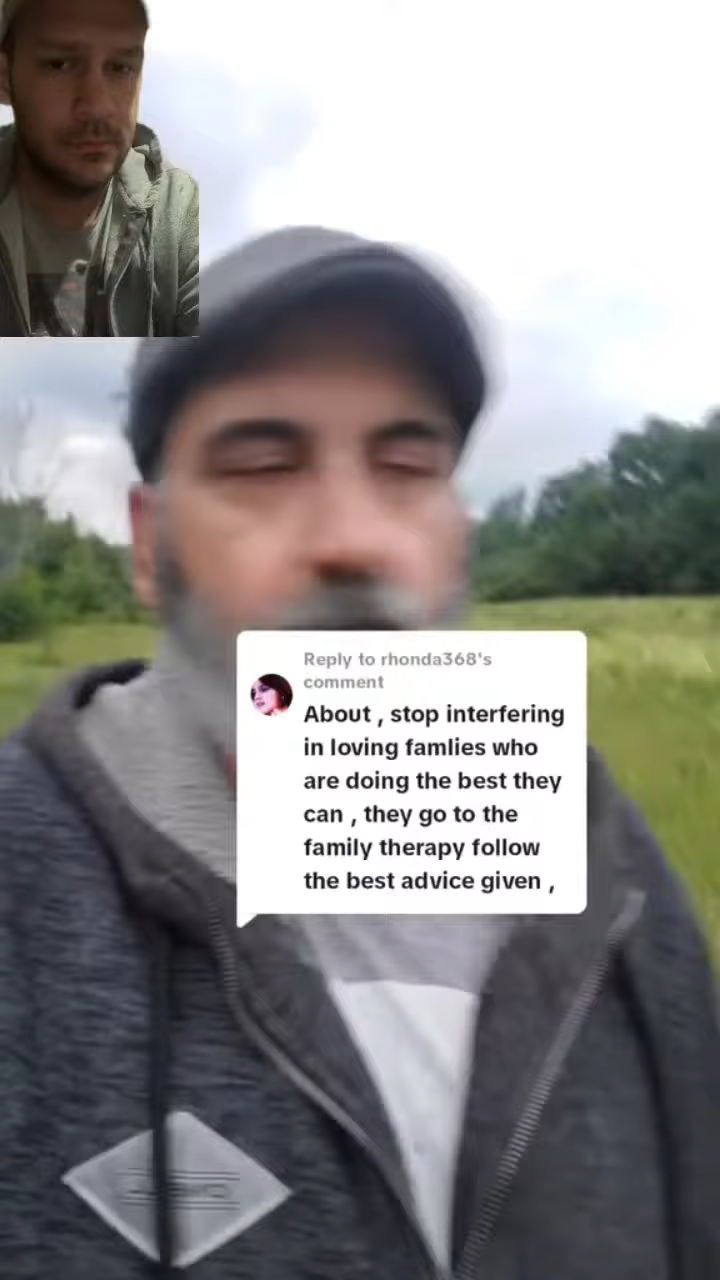 Reply to rhonda368's
comment
About , stop interfering
in loving famlies who
are doing the best they
can , they go to the
family therapy follow
the best advice given ,